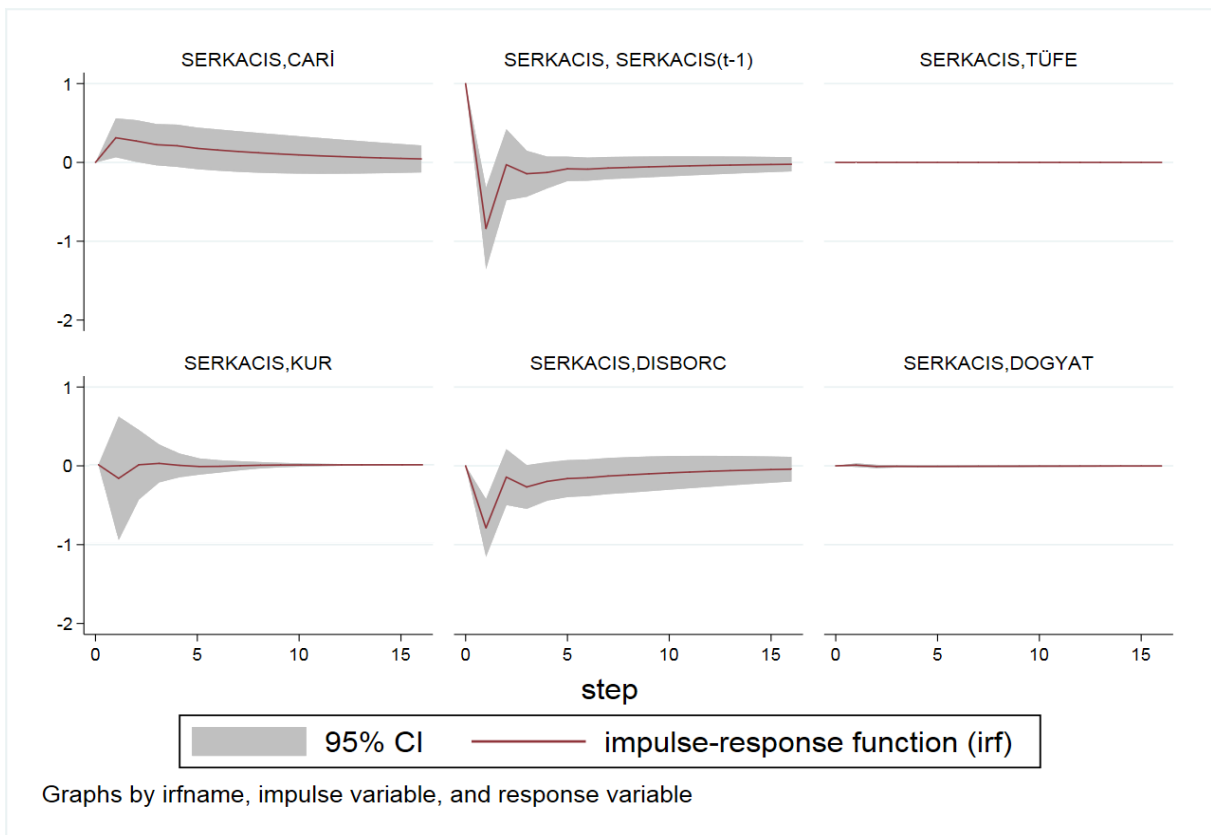 SERKACIS,CARİ
SERKACIS, SERKACIS(t-1)
SERKACIS,TÜFE
1
0
-1
-2
SERKACIS,KUR
SERKACIS,DISBORC
SERKACIS,DOGYAT
1
0
-1
-2
0 5 10 15
0 5 10 15
0 5 10 15
step
95% CI
impulse-response function (irf)
Graphs by irfname, impulse variable, and response variable